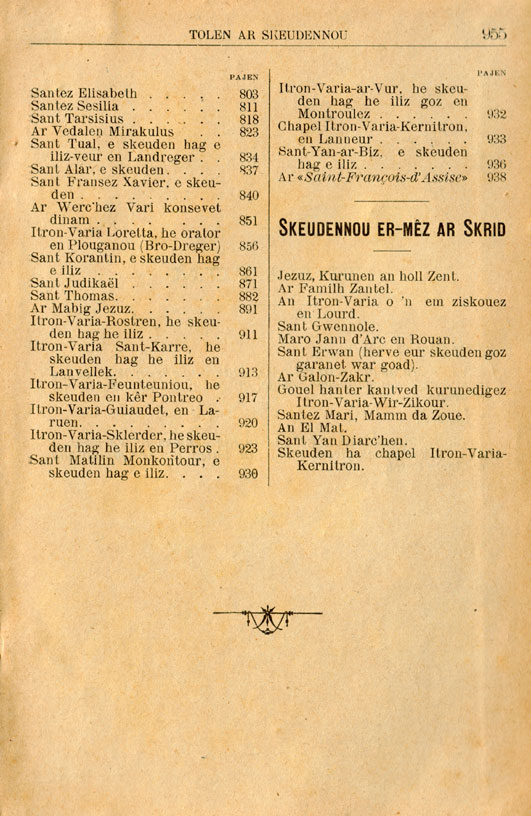 TOLEN AR SKEUDENNOU 955
PAJEN
Santez Elisabeth . . . . . 803
Santez Sesilia . . . . . . 811
Sant Tarsisius . . . . . . 818
Ar Vedalen Mirakulus . . 823
Sant Tual, e skeuden hag e
iliz-veur en Landreger . . 834
Sant Alar, e skeuden. . . . 837
Sant Fransez Xavier, e skeu-
den . . . . . . . . . 840
Ar Werc'hez Vari konsevet
dinam . . . . . . . . 851
Itron-Varia Loretta, he orator
en Plouganou (Bro-Dreger) 856
Sant Korantin, e skeuden hag
e iliz . . . . . . . . 861
Sant Judikaël . . . . . . 871
Sant Thomas. . . . . . . 882
Ar Mabig Jezuz. . . . . . 891
Itron-Varia-Rostren, he skeu-
den hag he iliz . . . . . 911
Itron-Varia Sant-Karre, he
skeuden hag he iliz en
Lanvellek. . . . . . . 913
Itron-Varia-Feunteuniou, he
skeuden en kêr Pontreo . 917
Itron-Varia-Guiaudet, en La-
ruen. . . . . . . . . 920
Itron-Varia-Sklerder, he skeu-
den hag he iliz en Perros . 923
Sant Matilin Monkontour, e
skeuden hag e iliz. . . . 930
PAJEN
Itron-Varia-ar-Vur, he skeu-
den hag he iliz goz en
Montroulez . . . . . . 932
Chapel Itron-Varia-Kernitron,
en Lanneur . . . . . . 933
Sant-Yan-ar-Biz, e skeuden
hag e iliz . . . . . . . 936
Ar «Saint-François-d'Assise» 938
SKEUDENNOU ER-MÊZ AR SKRID
Jezuz, Kurunen an holl Zent.
Ar Familh Zantel.
An Itron-Varia o 'n em ziskouez
en Lourd.
Sant Gwennole.
Maro Jann d'Arc en Rouan.
Sant Erwan (herve eur skeuden goz
garanet war goad).
Ar Galon-Zakr.
Gouel hanter kantved kurunedigez
Itron-Varia-Wir-Zikour.
Santez Mari, Mamm da Zoue.
An El Mat.
Sant Yan Diarc'hen.
Skeuden ha chapel Itron-Varia-
Kernitron.